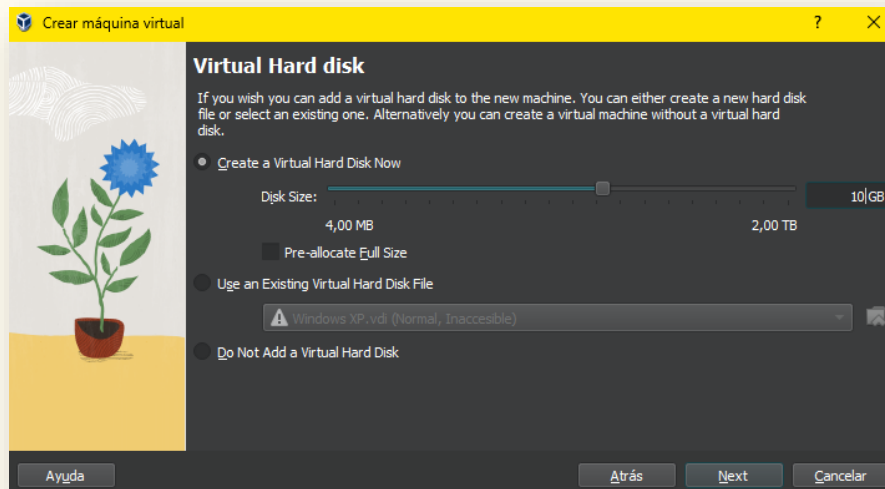 Crear máquina virtual
Virtual Hard disk
If you wish you can add a virtual hard disk to the new machine. You can either create a new hard disk
file or select an existing one. Alternatively you can create a virtual machine without a virtual hard
disk.
Create a Virtual Hard Disk Now
Disk Size:
10 GB
4,00 MB
2,00 TB
Pre-allocate Full Size
Use an Existing Virtual Hard Disk File
Windows XP.vdi (Normal, Inaccesible)
Do Not Add a Virtual Hard Disk
Ayuda
Atrás
Next
Cancelar